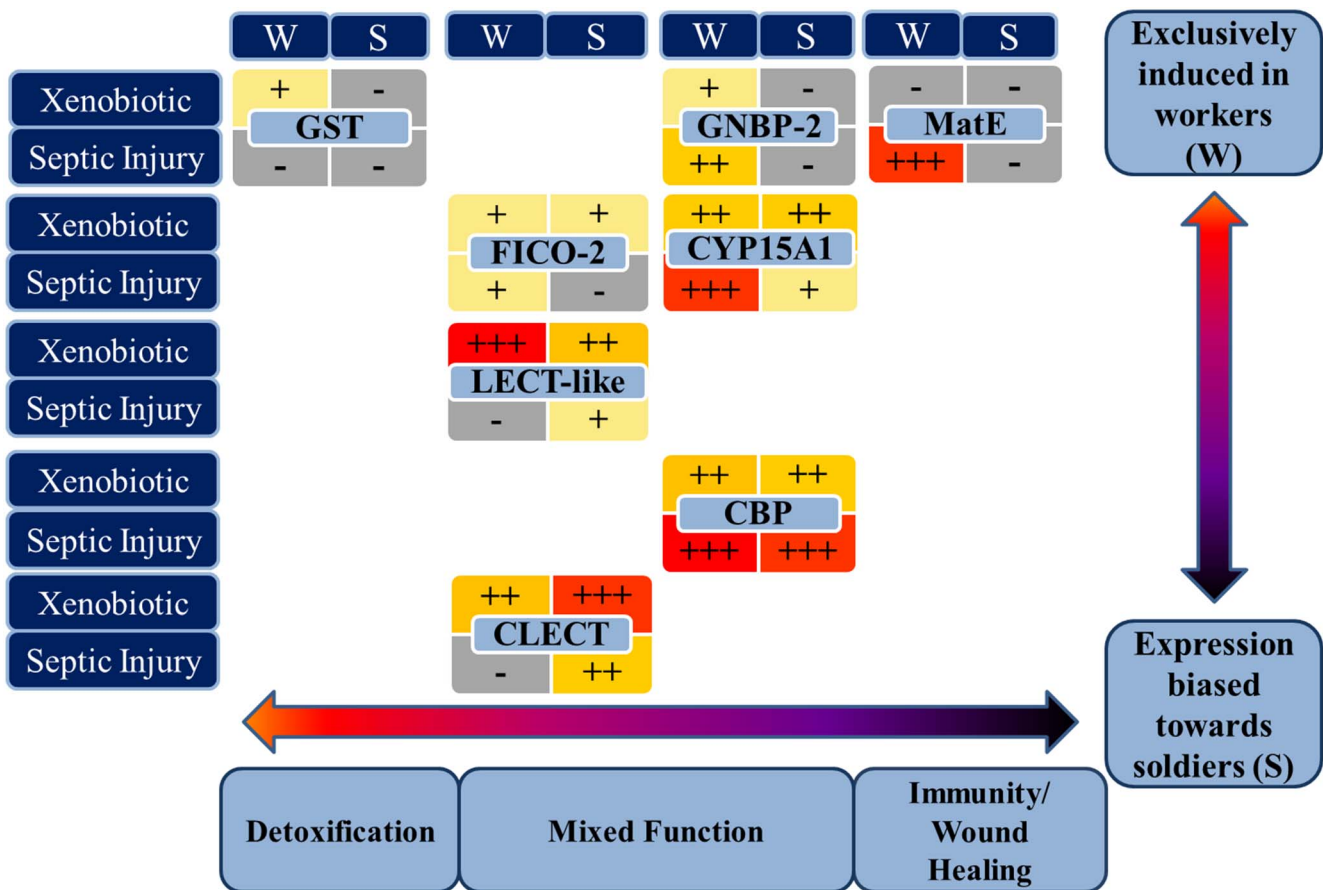 W S W S W S W S
Exclusively
induced in
workers
(W)
Xenobiotic + - + - - -
GST GNBP-2 MatE
Septic Injury - - ++ - +++ -
Xenobiotic + + ++ ++
FICO-2 CYP15A1
Septic Injury + - +++ +
Xenobiotic +++ ++
LECT-like
Septic Injury - +
Xenobiotic ++ ++
CBP
Septic Injury +++ +++
Xenobiotic ++ +++
CLECT
Septic Injury - ++
Expression
biased
towards
soldiers (S)
Detoxification
Mixed Function
Immunity/
Wound
Healing